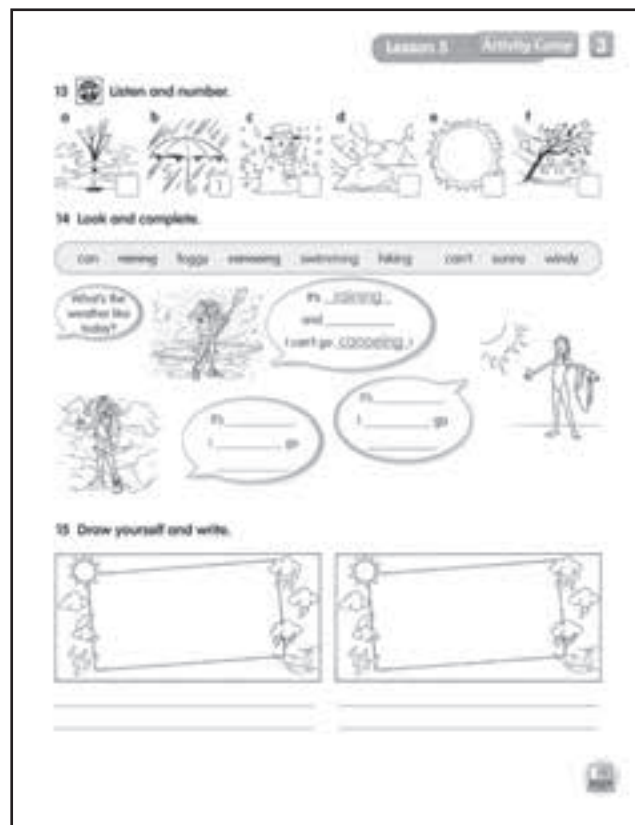 Lesson 3 Activity Camp 3
13 Listen and number.
a b c d e f
1
14 Look and complete.
can raining foggy canoeing swimming hiking can't sunny windy
What's the
weather like
today?
It's raining
and
I can't go canoeing.
It's
I go
It's
I go
15 Draw yourself and write.